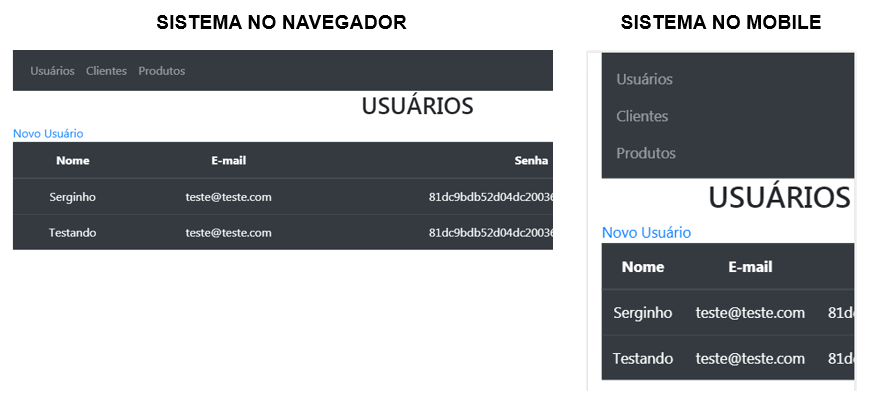 SISTEMA NO NAVEGADOR
Usuários Clientes Produtos
USUÁRIOS
Novo Usuário
Nome E-mail Senha
Serginho teste@teste.com 81dc9bdb52d04dc20036
Testando teste@teste.com 81dc9bdb52d04dc20036
SISTEMA NO MOBILE
Usuários
Clientes
Produtos
USUÁRIOS
Novo Usuário
Nome E-mail
Serginho teste@teste.com 81d
Testando teste@teste.com 81d